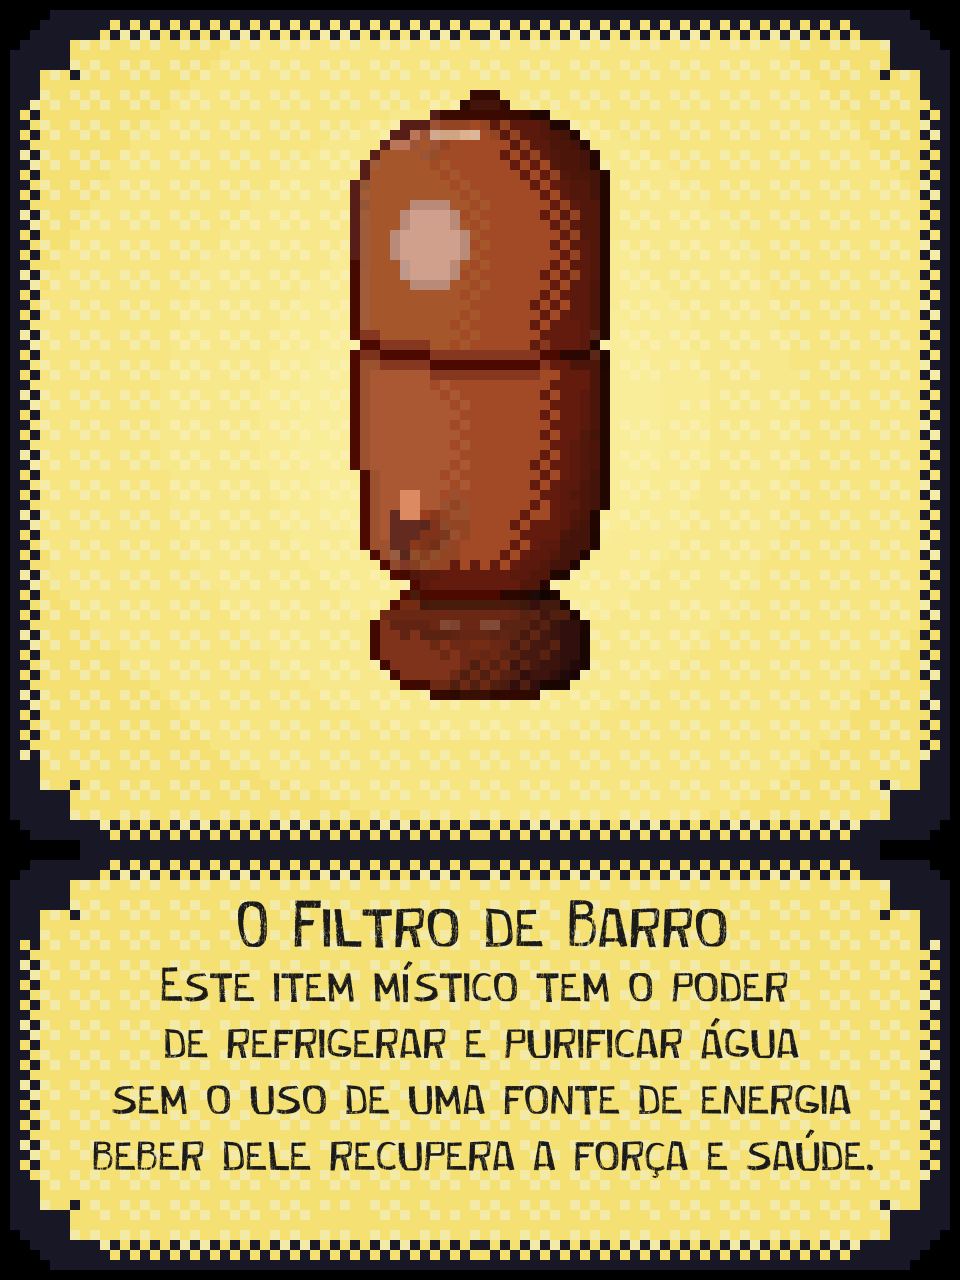 O Filtro de Barro
Este item místico tem o poder
de refrigerar e purificar água
sem o uso de uma fonte de energia
beber dele recupera a força e saúde.